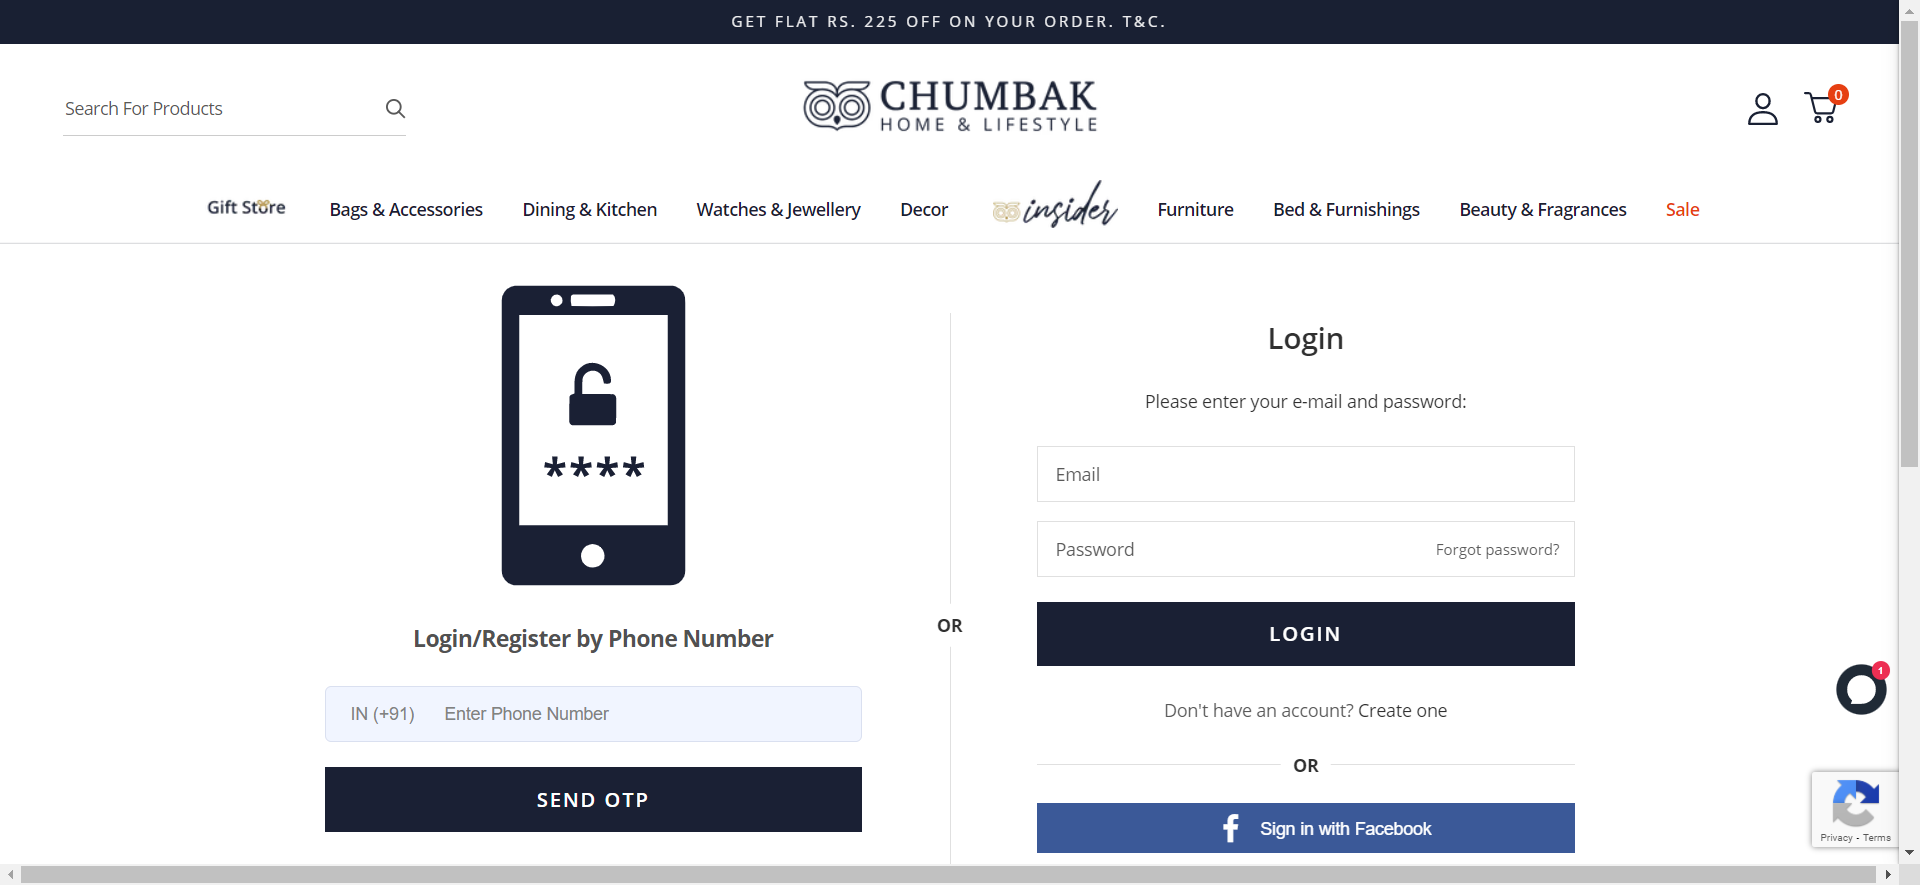 GET FLAT RS. 225 OFF ON YOUR ORDER. T&C.
Search For Products
CHUMBAK
HOME & LIFESTYLE
0
Gift Store
Bags & Accessories
Dining & Kitchen
Watches & Jewellery
Decor
insider
Furniture
Bed & Furnishings
Beauty & Fragrances
Sale
****
Login/Register by Phone Number
IN (+91) Enter Phone Number
SEND OTP
OR
Login
Please enter your e-mail and password:
Email
Password
Forgot password?
LOGIN
Don't have an account? Create one
OR
Sign in with Facebook
1
Privacy - Terms